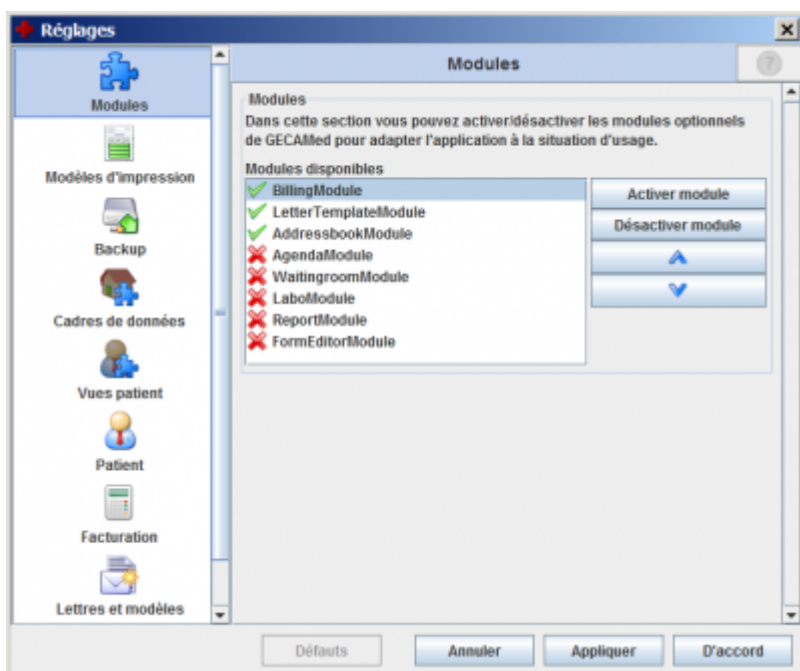 Réglages
Modules
Modèles d'impression
Backup
Cadres de données
Vues patient
Patient
Facturation
Lettres et modèles
Modules
?
Modules
Dans cette section vous pouvez activer/désactiver les modules optionnels
de GECAMed pour adapter l'application à la situation d'usage.
Modules disponibles
BillingModule
LetterTemplateModule
AddressbookModule
AgendaModule
WaitingroomModule
LaboModule
ReportModule
FormEditorModule
Activer module
Désactiver module
Défauts
Annuler
Appliquer
D'accord